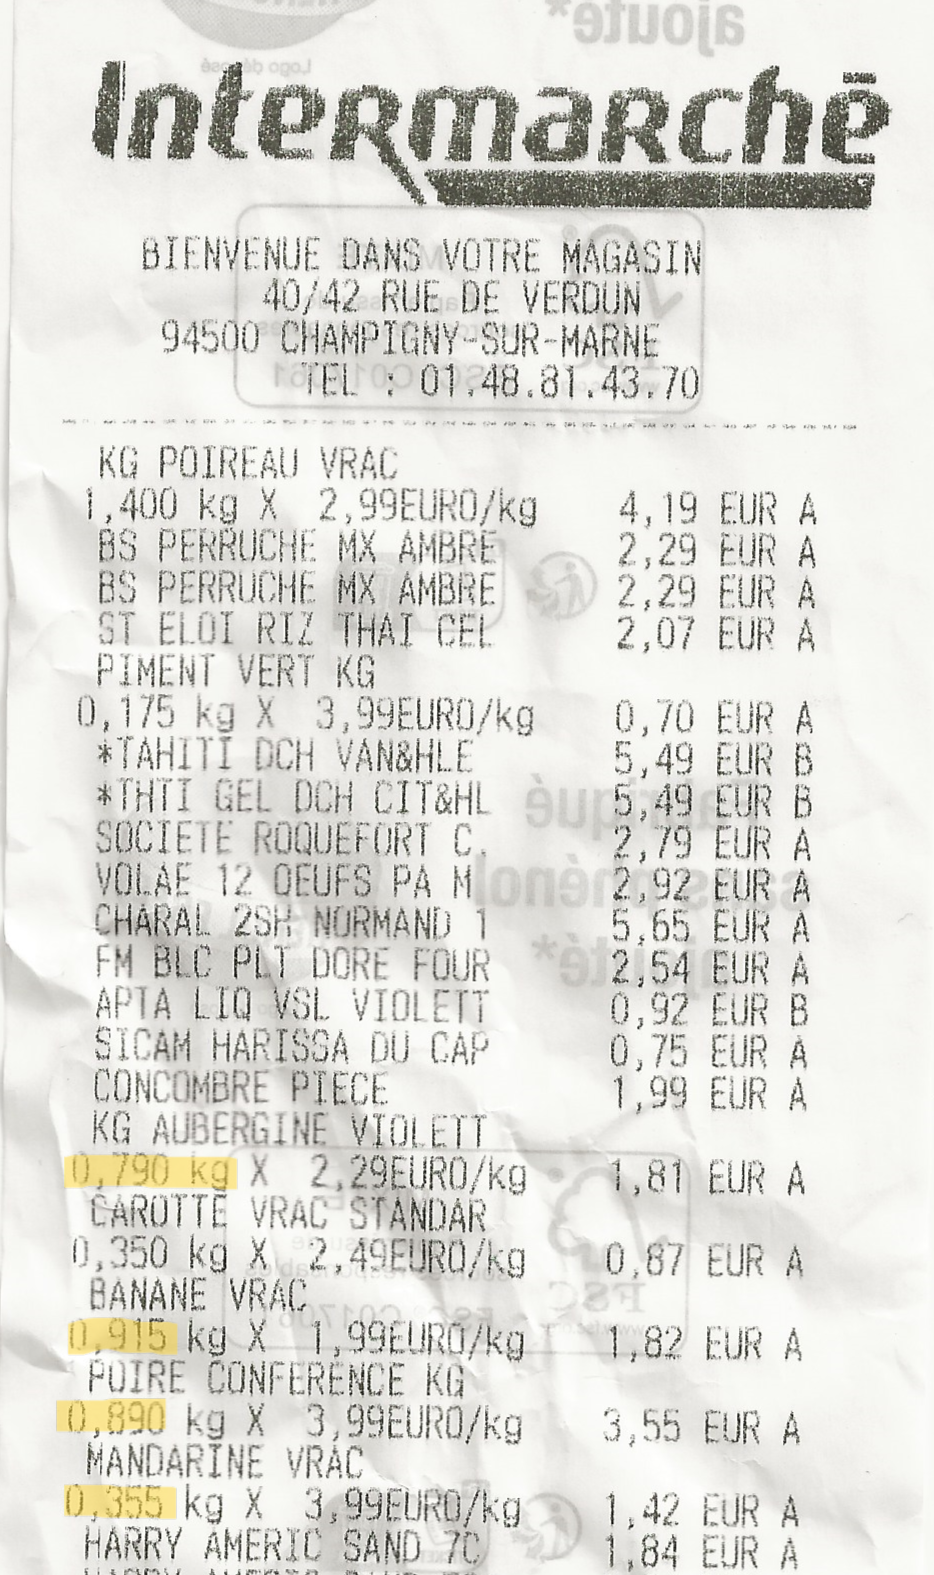 ajouté*
Logo déposé
Intermarché
BIENVENUE DANS VOTRE MAGASIN
40/42 RUE DE VERDUN
94500 CHAMPIGNY-SUR-MARNE
TEL : 01.48.81.43.70
KG POIREAU VRAC
1,400 kg X 2,99EURO/kg 4,19 EUR A
BS PERRUCHE MX AMBRE 2,29 EUR A
BS PERRUCHE MX AMBRE 2,29 EUR A
ST ELOI RIZ THAI CEL 2,07 EUR A
PIMENT VERT KG
0,175 kg X 3,99EURO/kg 0,70 EUR A
*TAHITI DCH VAN&HLE 5,49 EUR B
*THTI GEL DCH CIT&HL 5,49 EUR B
SOCIETE ROQUEFORT C. 2,79 EUR A
VOLAE 12 OEUFS PA M 2,92 EUR A
CHARAL 2SH NORMAND 1 5,65 EUR A
FM BLC PLT DORE FOUR 2,54 EUR A
APTA LIQ VSL VIOLETT 0,92 EUR B
SICAM HARISSA DU CAP 0,75 EUR A
CONCOMBRE PIECE 1,99 EUR A
KG AUBERGINE VIOLETT
0,790 kg X 2,29EURO/kg 1,81 EUR A
CAROTTE VRAC STANDAR
0,350 kg X 2,49EURO/kg 0,87 EUR A
BANANE VRAC
0,915 kg X 1,99EURO/kg 1,82 EUR A
POIRE CONFERENCE KG
0,890 kg X 3,99EURO/kg 3,55 EUR A
MANDARINE VRAC
0,355 kg X 3,99EURO/kg 1,42 EUR A
HARRY AMERIC SAND 7C 1,84 EUR A